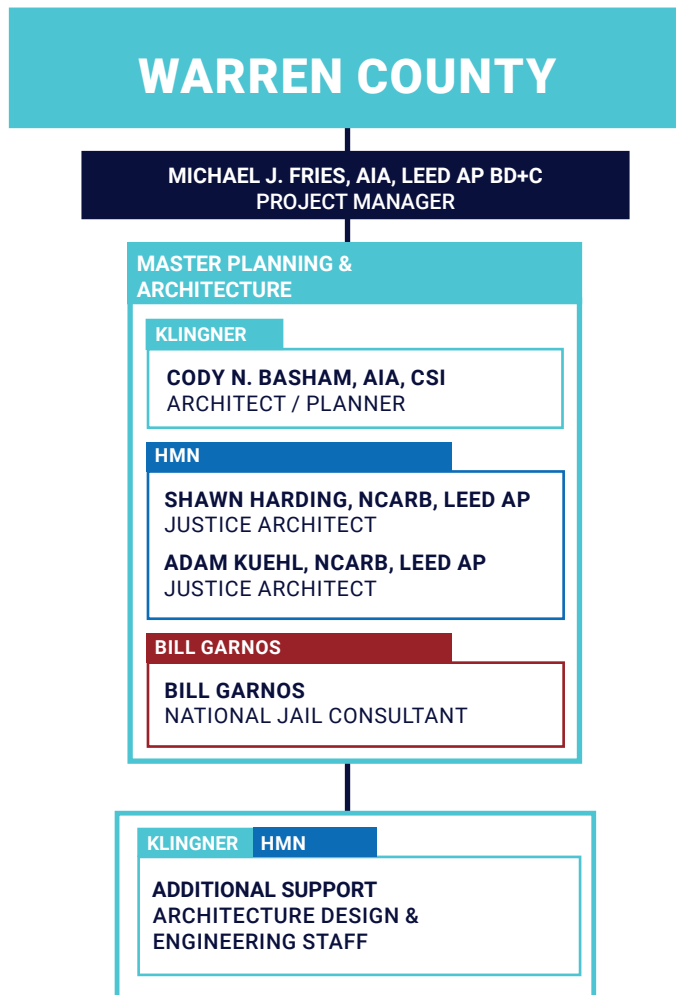 WARREN COUNTY
MICHAEL J. FRIES, AIA, LEED AP BD+C
PROJECT MANAGER
MASTER PLANNING &
ARCHITECTURE
KLINGNER
CODY N. BASHAM, AIA, CSI
ARCHITECT / PLANNER
HMN
SHAWN HARDING, NCARB, LEED AP
JUSTICE ARCHITECT
ADAM KUEHL, NCARB, LEED AP
JUSTICE ARCHITECT
BILL GARNOS
BILL GARNOS
NATIONAL JAIL CONSULTANT
KLINGNER HMN
ADDITIONAL SUPPORT
ARCHITECTURE DESIGN &
ENGINEERING STAFF